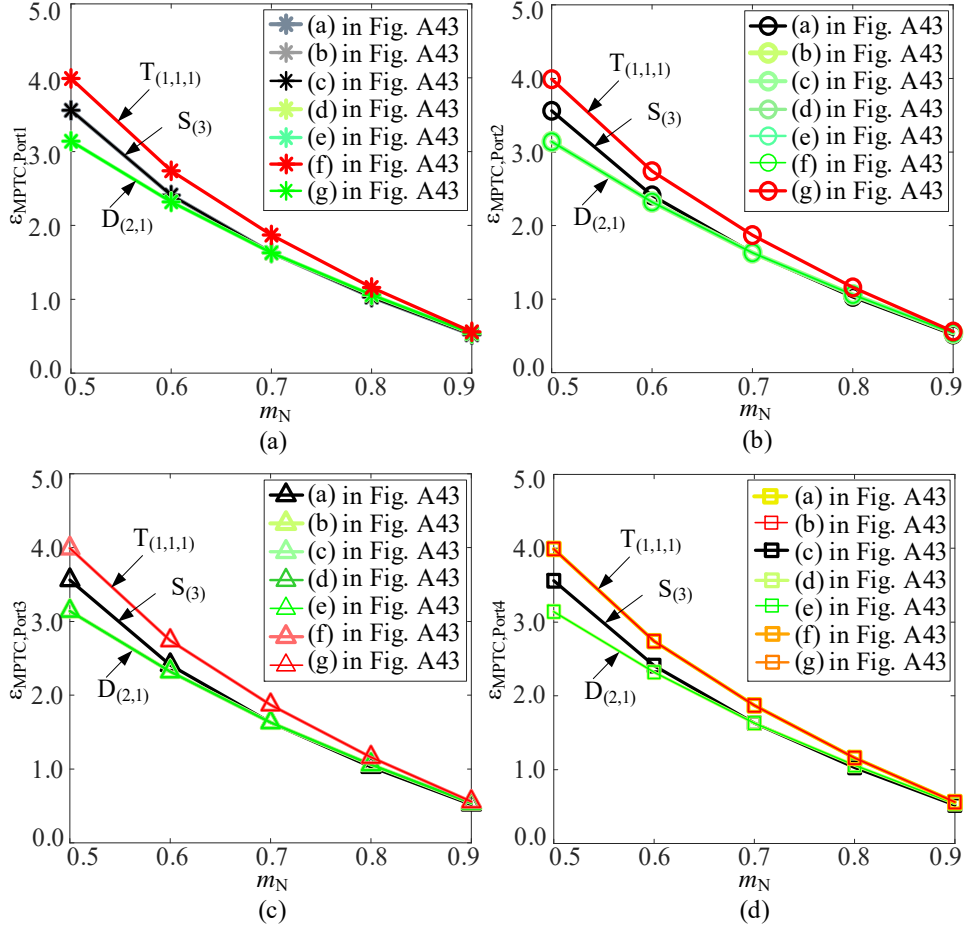 5.0
4.0
3.0
2.0
1.0
0.0
ε_MPTC,Port1
T(1,1,1)
S(3)
D(2,1)
(a) in Fig. A43
(b) in Fig. A43
(c) in Fig. A43
(d) in Fig. A43
(e) in Fig. A43
(f) in Fig. A43
(g) in Fig. A43
0.5 0.6 0.7 0.8 0.9
m_N
(a)
5.0
4.0
3.0
2.0
1.0
0.0
ε_MPTC,Port2
T(1,1,1)
S(3)
D(2,1)
(a) in Fig. A43
(b) in Fig. A43
(c) in Fig. A43
(d) in Fig. A43
(e) in Fig. A43
(f) in Fig. A43
(g) in Fig. A43
0.5 0.6 0.7 0.8 0.9
m_N
(b)
5.0
4.0
3.0
2.0
1.0
0.0
ε_MPTC,Port3
T(1,1,1)
S(3)
D(2,1)
(a) in Fig. A43
(b) in Fig. A43
(c) in Fig. A43
(d) in Fig. A43
(e) in Fig. A43
(f) in Fig. A43
(g) in Fig. A43
0.5 0.6 0.7 0.8 0.9
m_N
(c)
5.0
4.0
3.0
2.0
1.0
0.0
ε_MPTC,Port4
T(1,1,1)
S(3)
D(2,1)
(a) in Fig. A43
(b) in Fig. A43
(c) in Fig. A43
(d) in Fig. A43
(e) in Fig. A43
(f) in Fig. A43
(g) in Fig. A43
0.5 0.6 0.7 0.8 0.9
m_N
(d)